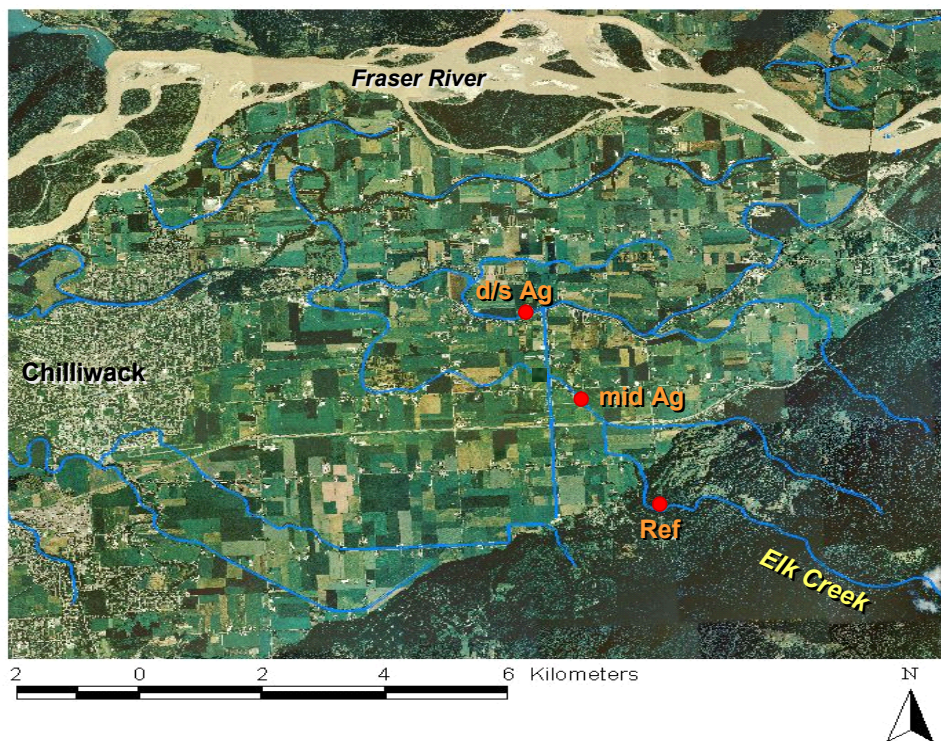 Fraser River
d/s Ag
Chilliwack
mid Ag
Ref
Elk Creek
2 0 2 4 6 Kilometers
N